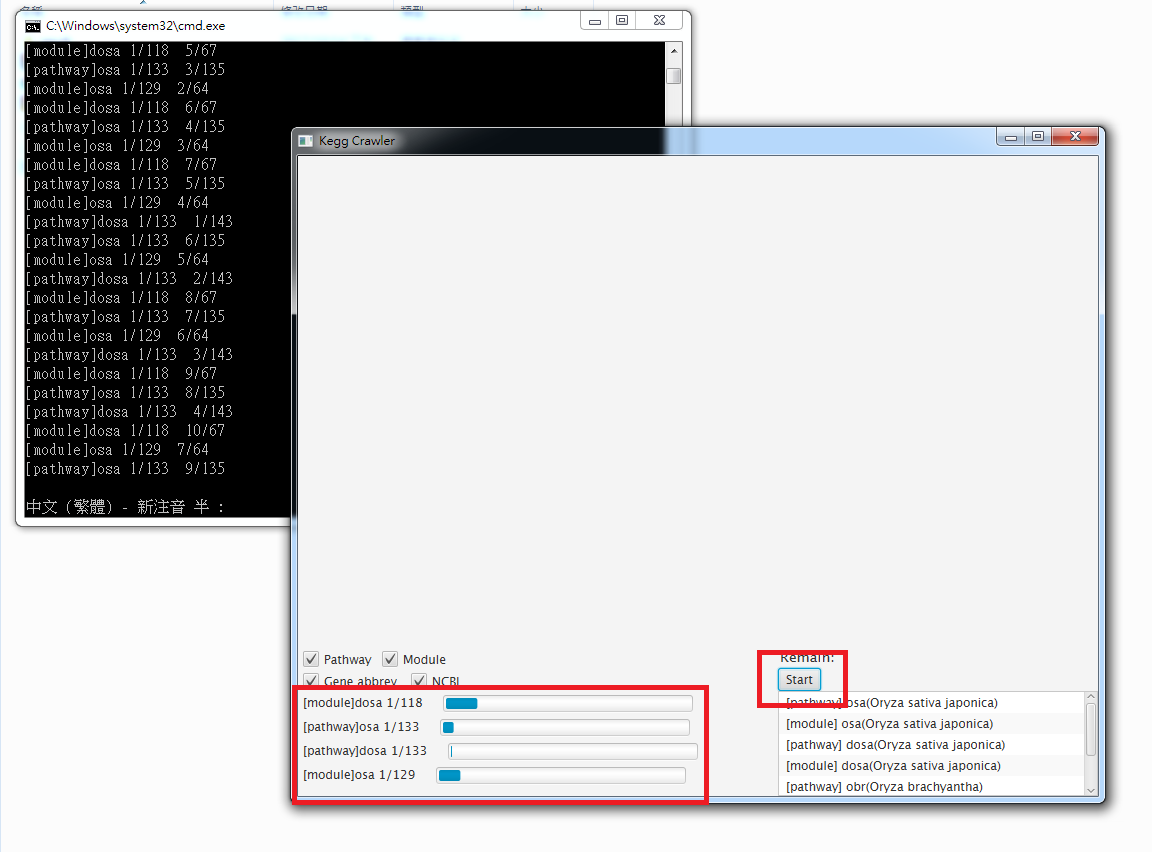 C:\Windows\system32\cmd.exe
[module]dosa 1/118  5/67
[pathway]osa 1/133  3/135
[module]osa 1/129  2/64
[module]dosa 1/118  6/67
[pathway]osa 1/133  4/135
[module]osa 1/129  3/64
[module]dosa 1/118  7/67
[pathway]osa 1/133  5/135
[module]osa 1/129  4/64
[pathway]dosa 1/133  1/143
[pathway]osa 1/133  6/135
[module]osa 1/129  5/64
[pathway]dosa 1/133  2/143
[module]dosa 1/118  8/67
[pathway]osa 1/133  7/135
[module]osa 1/129  6/64
[pathway]dosa 1/133  3/143
[module]dosa 1/118  9/67
[pathway]osa 1/133  8/135
[pathway]dosa 1/133  4/143
[module]dosa 1/118  10/67
[module]osa 1/129  7/64
[pathway]osa 1/133  9/135
中文 (繁體) - 新注音 半 :
Kegg Crawler
Pathway Module
Gene abbrev NCBI
[module]dosa 1/118
[pathway]osa 1/133
[pathway]dosa 1/133
[module]osa 1/129
Remain:
Start
[pathway] osa(Oryza sativa japonica)
[module] osa(Oryza sativa japonica)
[pathway] dosa(Oryza sativa japonica)
[module] dosa(Oryza sativa japonica)
[pathway] obr(Oryza brachyantha)